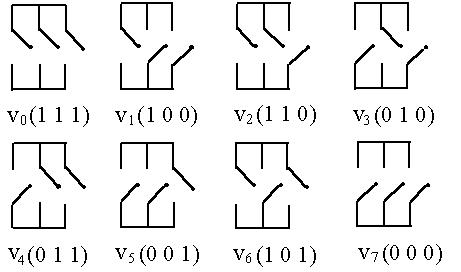 v₀(1 1 1) v₁(1 0 0) v₂(1 1 0) v₃(0 1 0)
v₄(0 1 1) v₅(0 0 1) v₆(1 0 1) v₇(0 0 0)